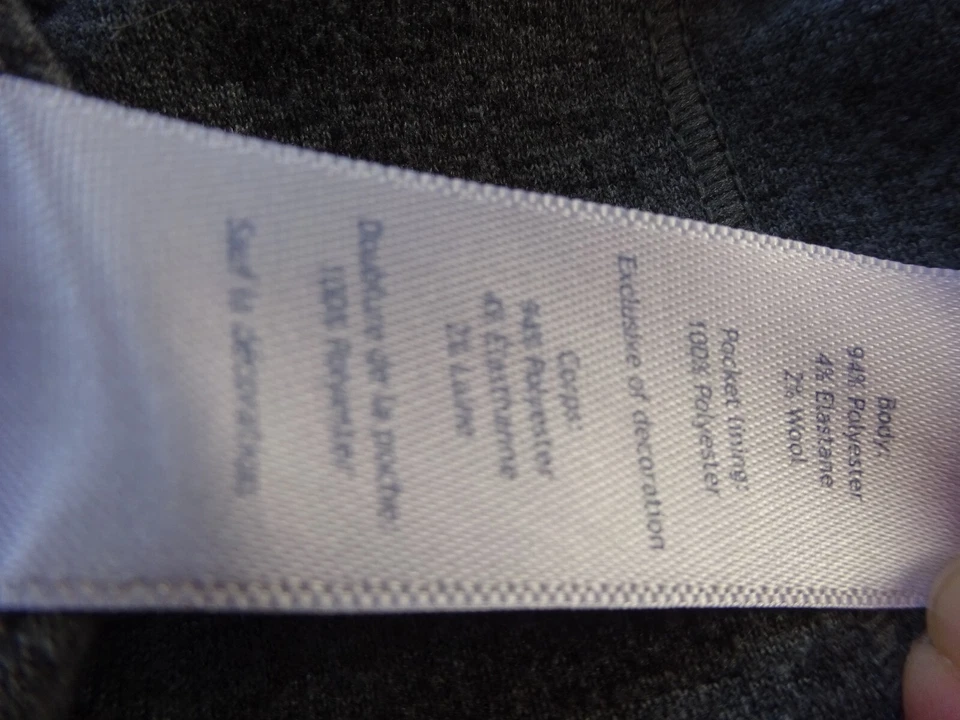 Body:
94% Polyester
4% Elastane
2% Wool
Pocket lining:
100% Polyester
Exclusive of decoration
Corps:
94% Polyester
4% Elasthanne
2% Laine
Doublure de la poche:
100% Polyester
Sauf la décoration